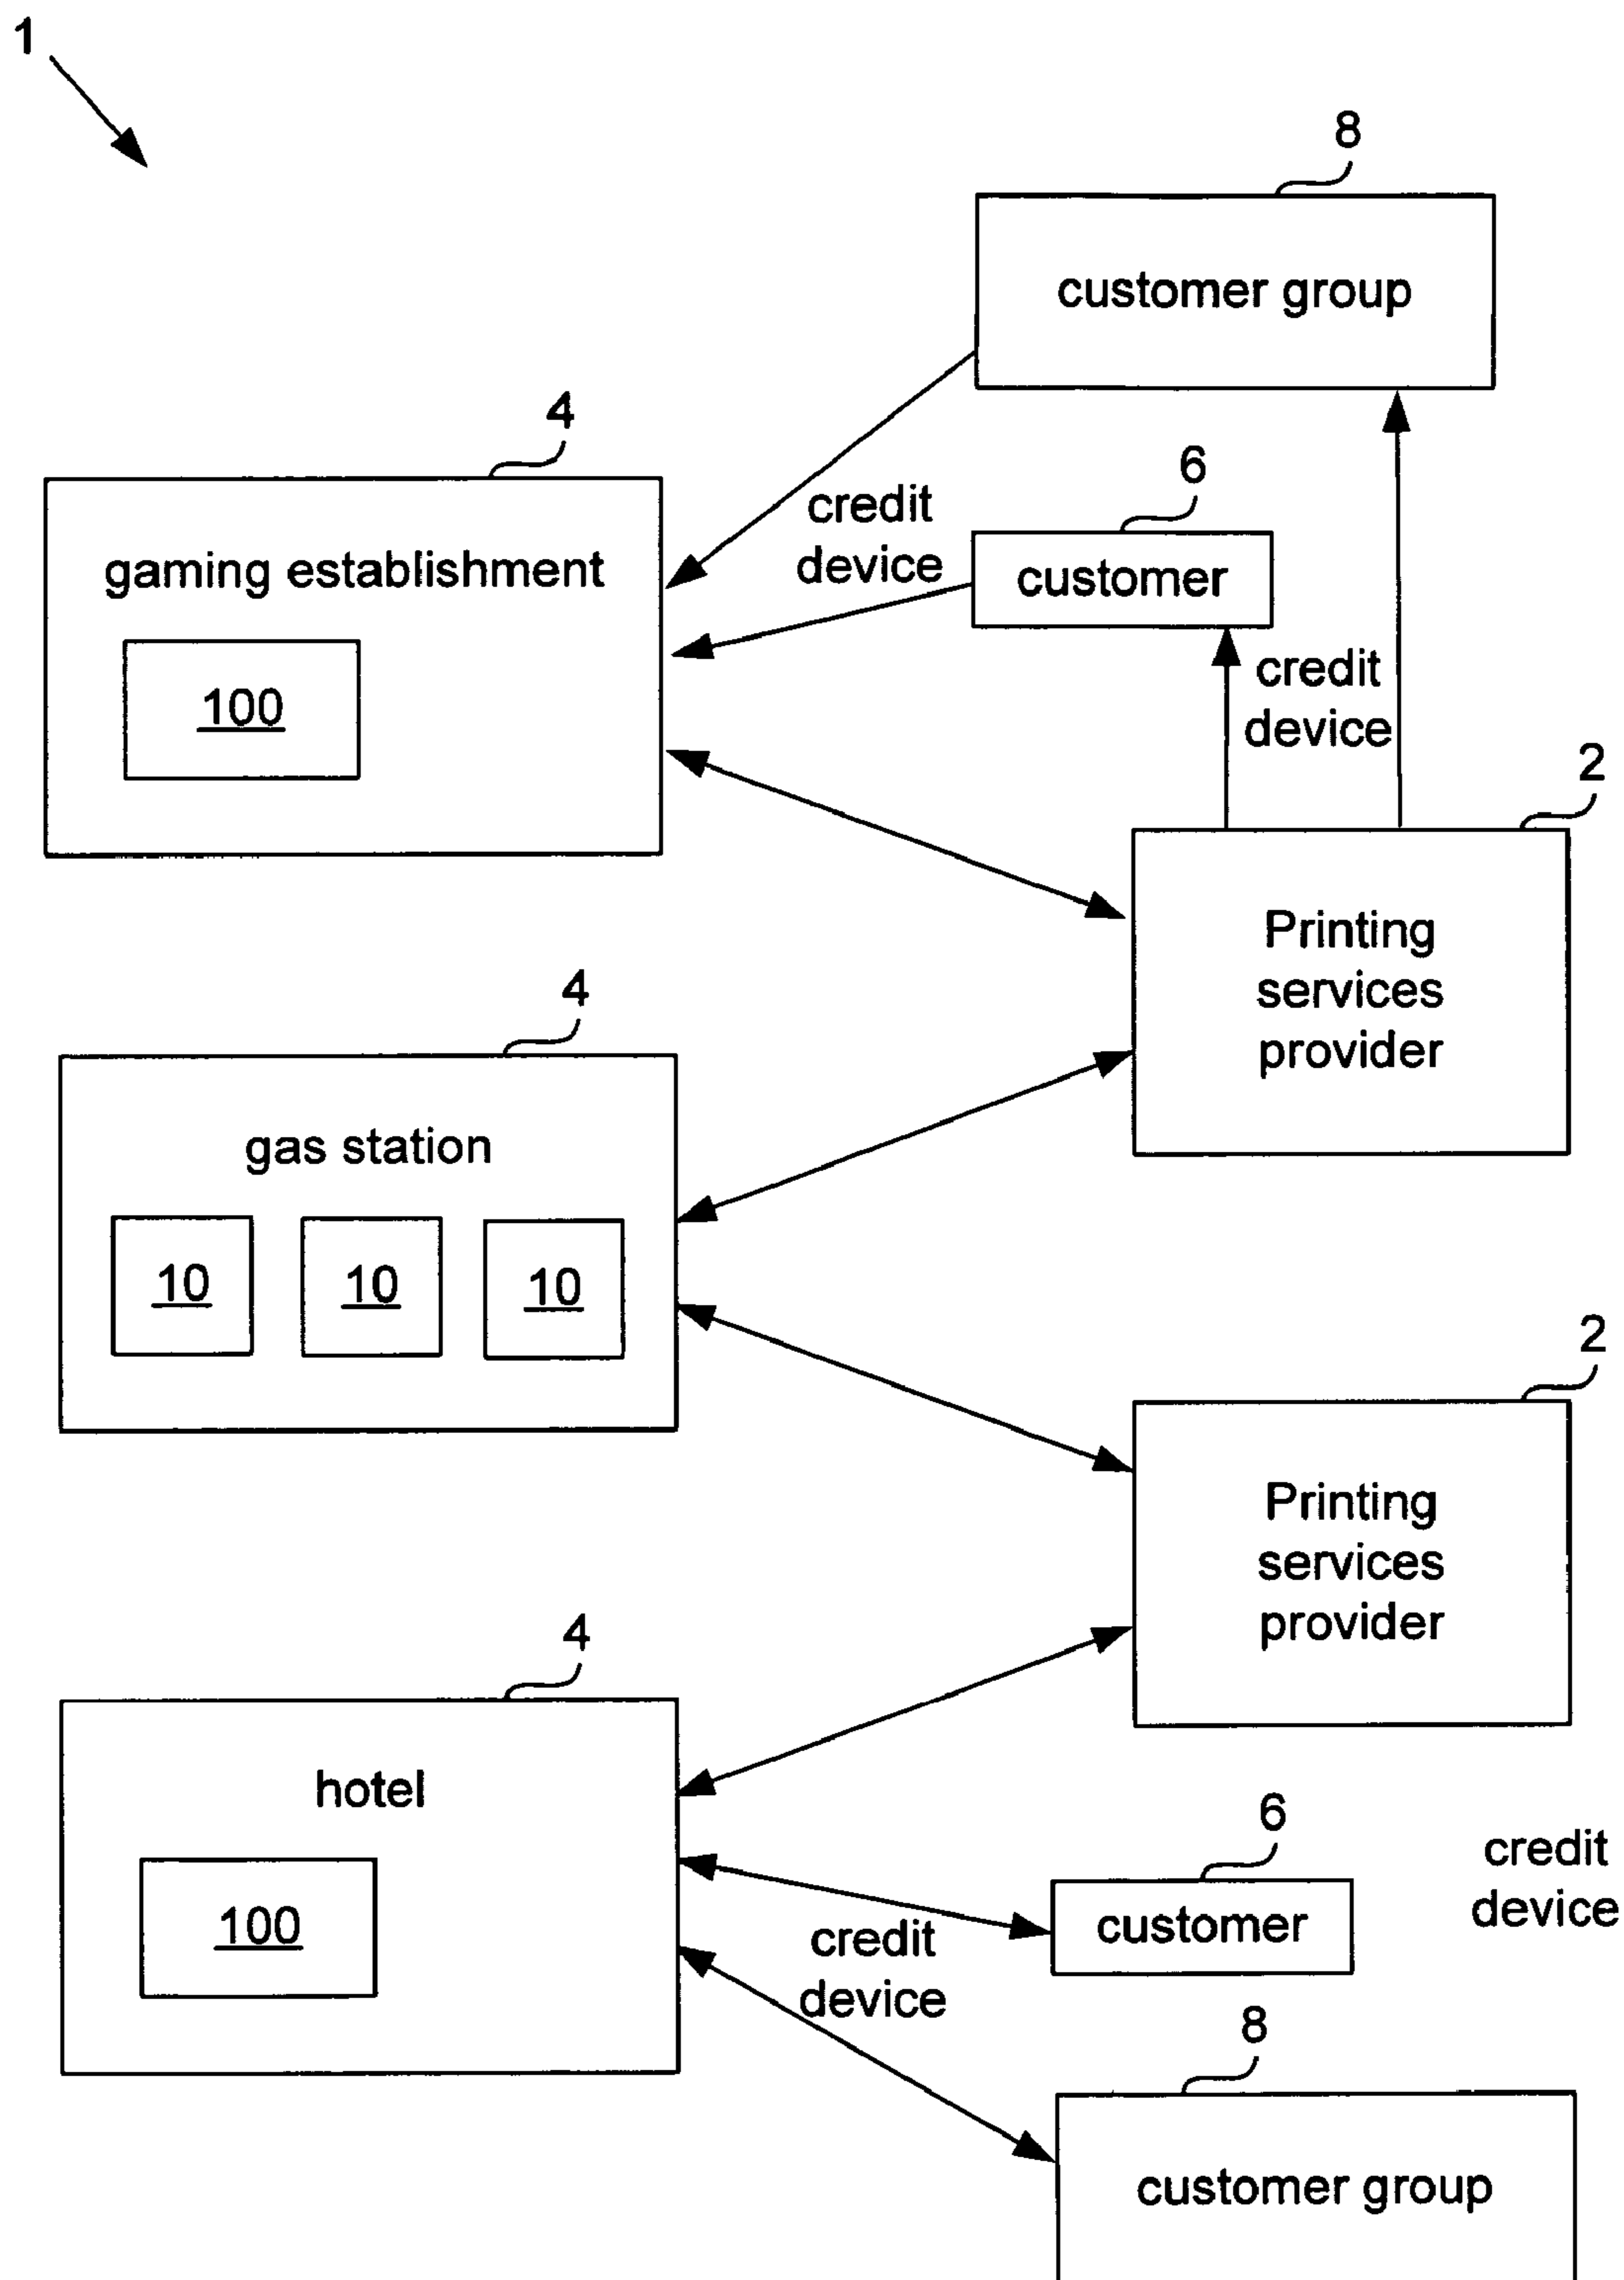 1
8
customer group
4
6
credit
device
gaming establishment
customer
100
credit
device
2
Printing
services
provider
4
gas station
10 10 10
2
Printing
services
provider
4
hotel
6
credit
device
customer
100
credit
device
8
customer group